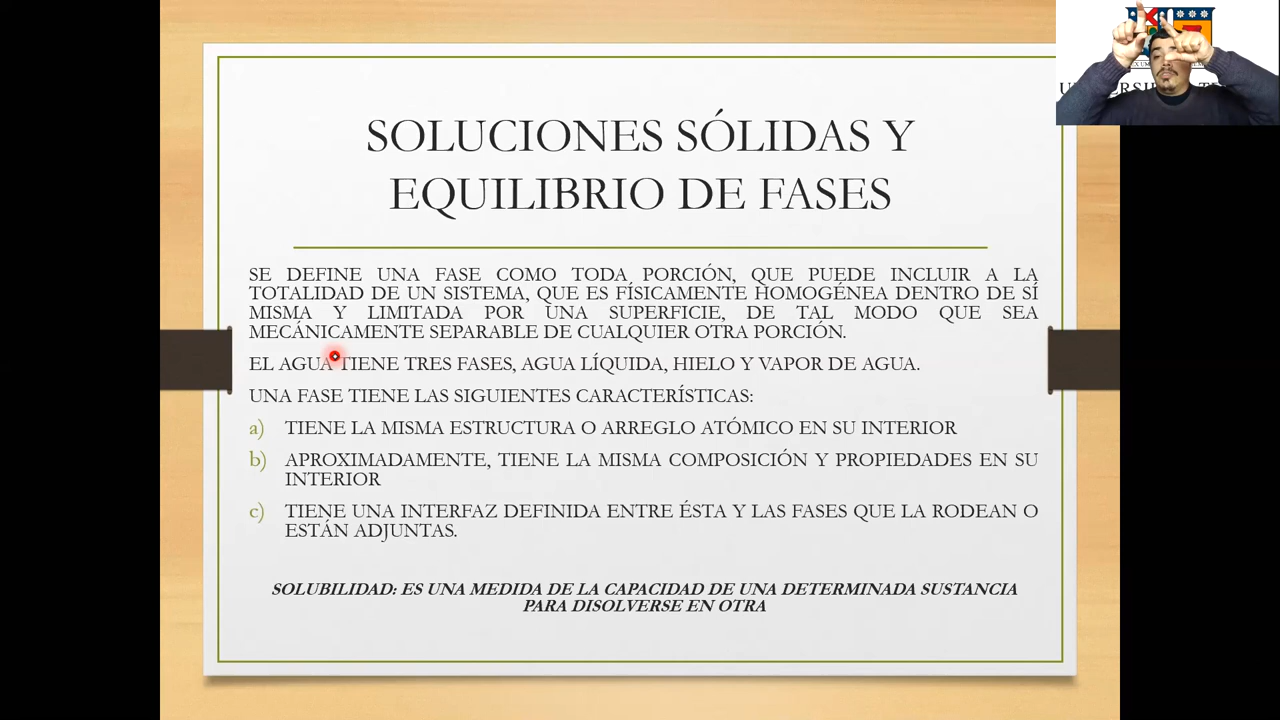 SOLUCIONES SÓLIDAS Y
EQUILIBRIO DE FASES
SE DEFINE UNA FASE COMO TODA PORCIÓN, QUE PUEDE INCLUIR A LA
TOTALIDAD DE UN SISTEMA, QUE ES FÍSICAMENTE HOMOGÉNEA DENTRO DE SÍ
MISMA Y LIMITADA POR UNA SUPERFICIE, DE TAL MODO QUE SEA
MECÁNICAMENTE SEPARABLE DE CUALQUIER OTRA PORCIÓN.
EL AGUA TIENE TRES FASES, AGUA LÍQUIDA, HIELO Y VAPOR DE AGUA.
UNA FASE TIENE LAS SIGUIENTES CARACTERÍSTICAS:
a) TIENE LA MISMA ESTRUCTURA O ARREGLO ATÓMICO EN SU INTERIOR
b) APROXIMADAMENTE, TIENE LA MISMA COMPOSICIÓN Y PROPIEDADES EN SU
INTERIOR
c) TIENE UNA INTERFAZ DEFINIDA ENTRE ÉSTA Y LAS FASES QUE LA RODEAN O
ESTÁN ADJUNTAS.
SOLUBILIDAD: ES UNA MEDIDA DE LA CAPACIDAD DE UNA DETERMINADA SUSTANCIA
PARA DISOLVERSE EN OTRA